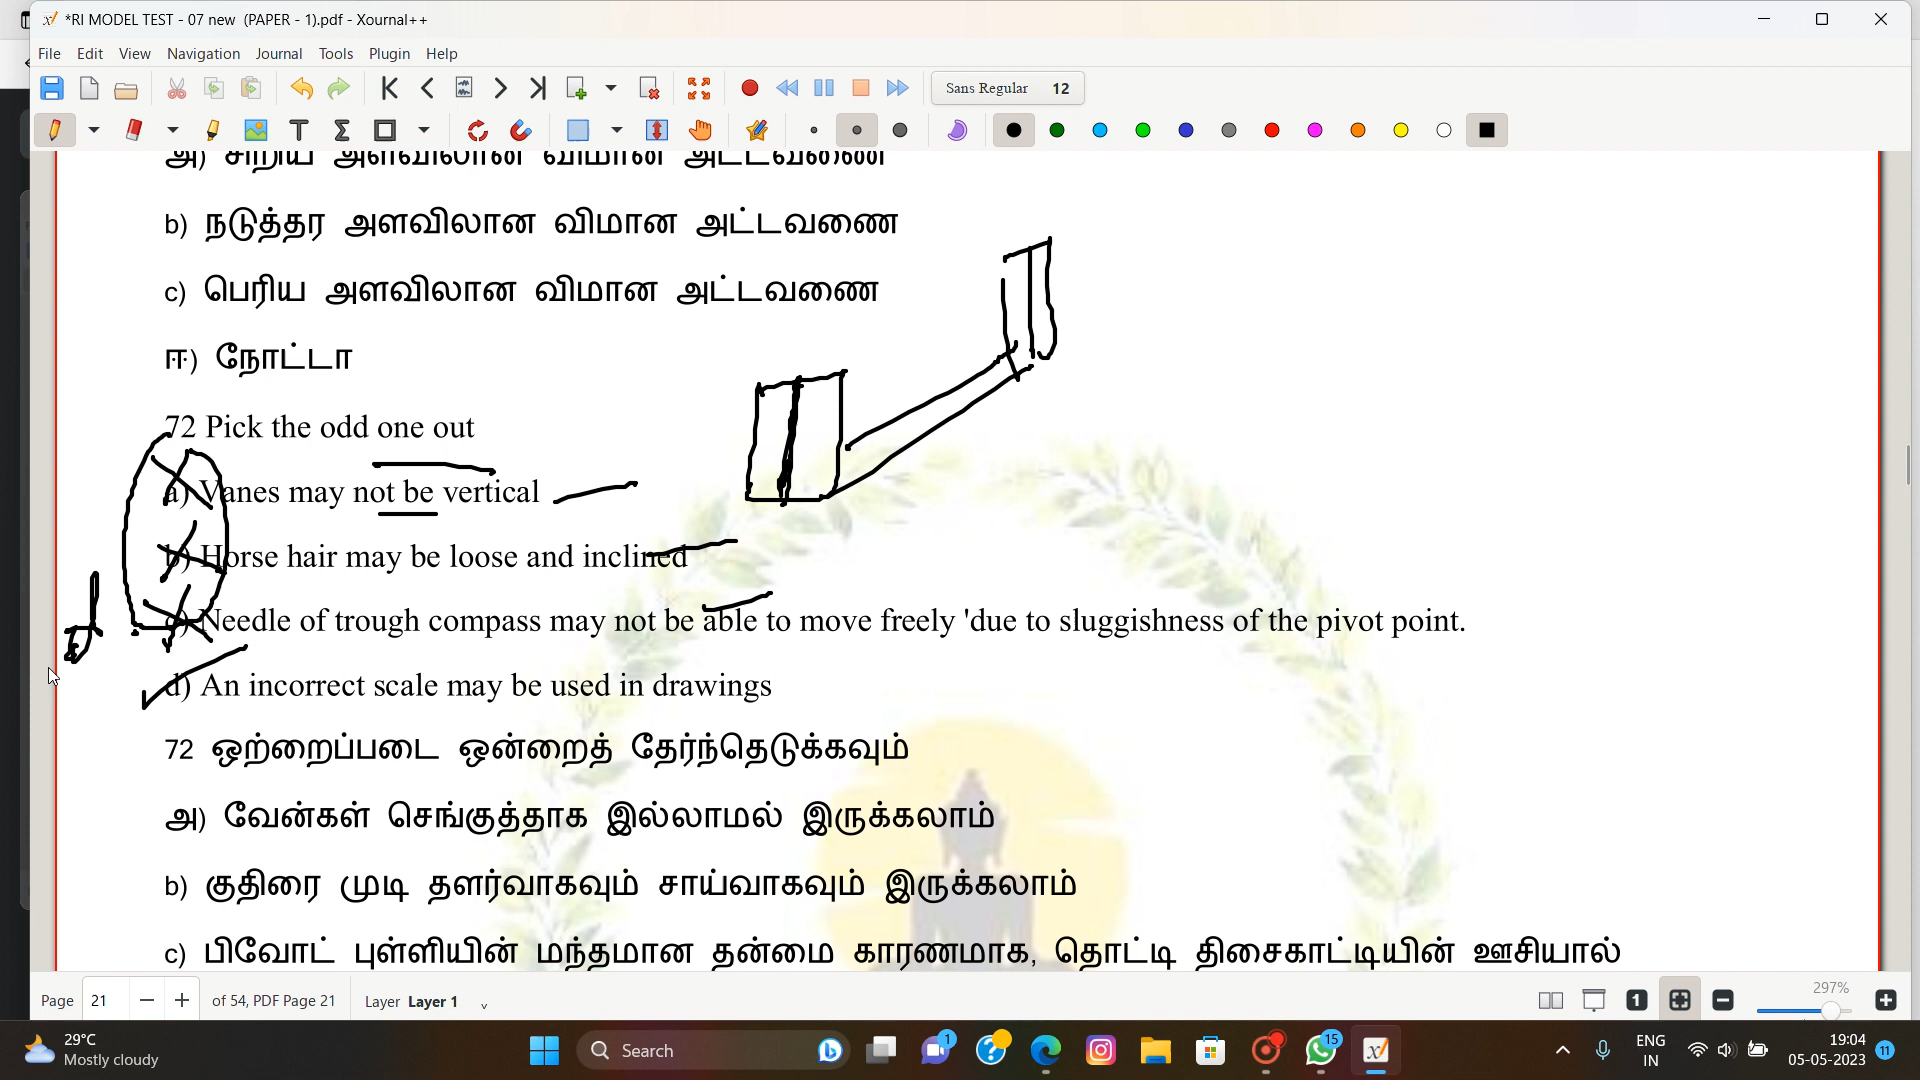 *RI MODEL TEST - 07 new (PAPER - 1).pdf - Xournal++
File Edit View Navigation Journal Tools Plugin Help
Sans Regular 12
அ) சிறிய அளவிலான விமான அட்டவணை
b) நடுத்தர அளவிலான விமான அட்டவணை
c) பெரிய அளவிலான விமான அட்டவணை
ஈ) நோட்டா
72 Pick the odd one out
a) Vanes may not be vertical
b) Horse hair may be loose and inclined
c) Needle of trough compass may not be able to move freely 'due to sluggishness of the pivot point.
d
d) An incorrect scale may be used in drawings
72 ஒற்றைப்படை ஒன்றைத் தேர்ந்தெடுக்கவும்
அ) வேன்கள் செங்குத்தாக இல்லாமல் இருக்கலாம்
b) குதிரை முடி தளர்வாகவும் சாய்வாகவும் இருக்கலாம்
c) பிவோட் புள்ளியின் மந்தமான தன்மை காரணமாக, தொட்டி திசைகாட்டியின் ஊசியால்
Page 21 of 54, PDF Page 21 Layer Layer 1 297%
29°C
Mostly cloudy
Search
1
15
ENG
IN
19:04
05-05-2023
11